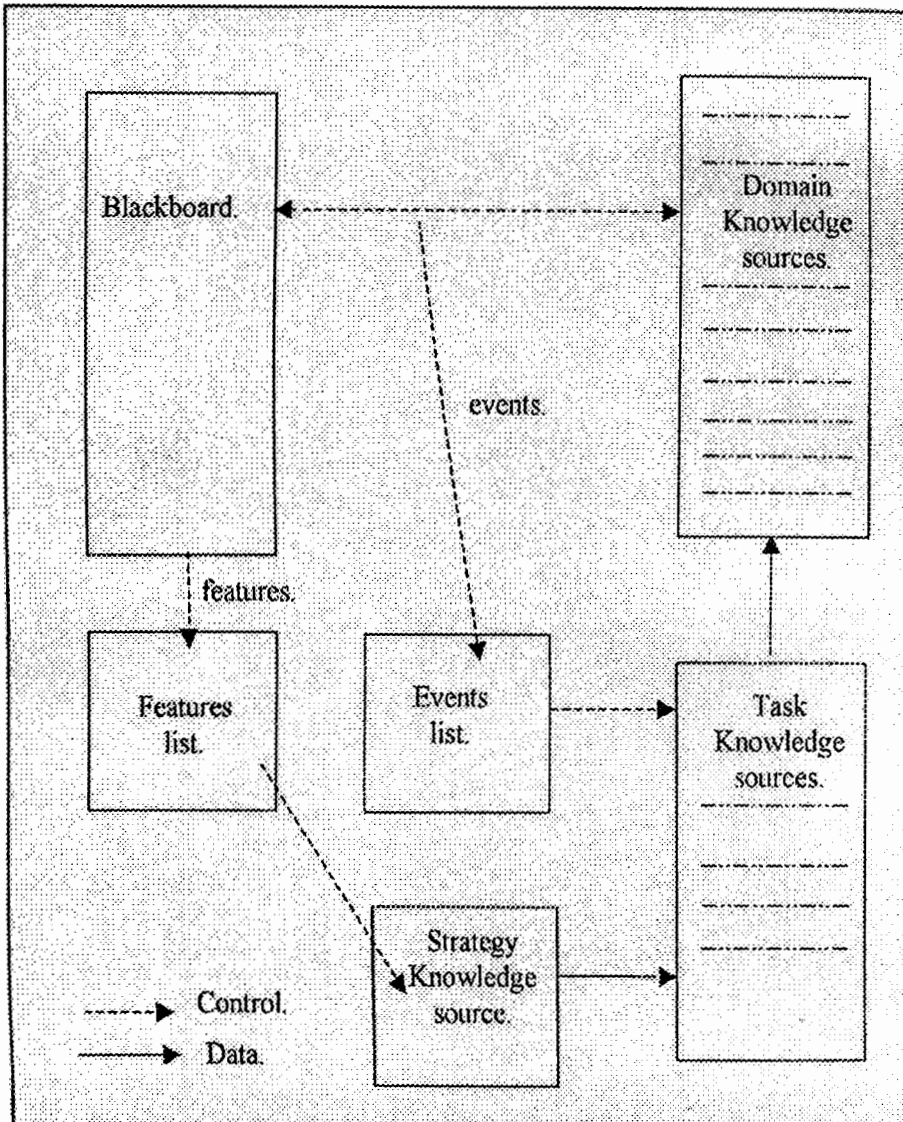 Blackboard.
Domain
Knowledge
sources.
events.
features.
Features
list.
Events
list.
Task
Knowledge
sources.
Strategy
Knowledge
source.
Control.
Data.